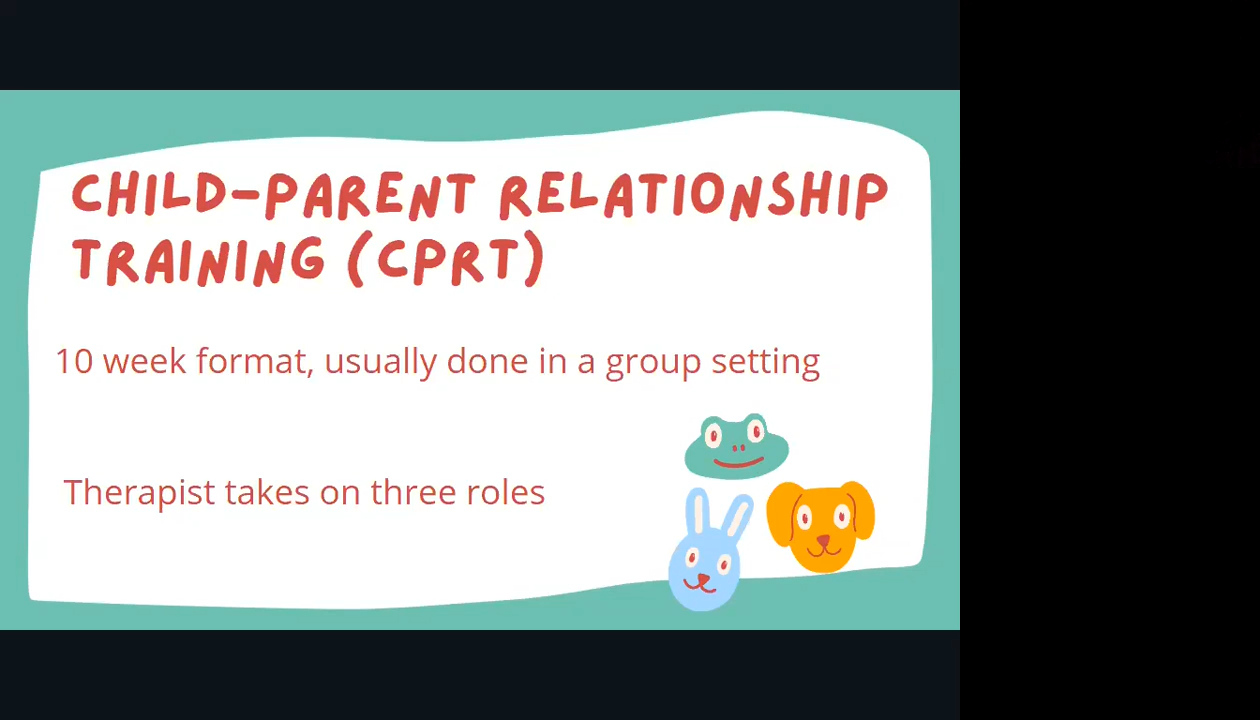 CHILD-PARENT RELATIONSHIP
TRAINING (CPRT)
10 week format, usually done in a group setting
Therapist takes on three roles